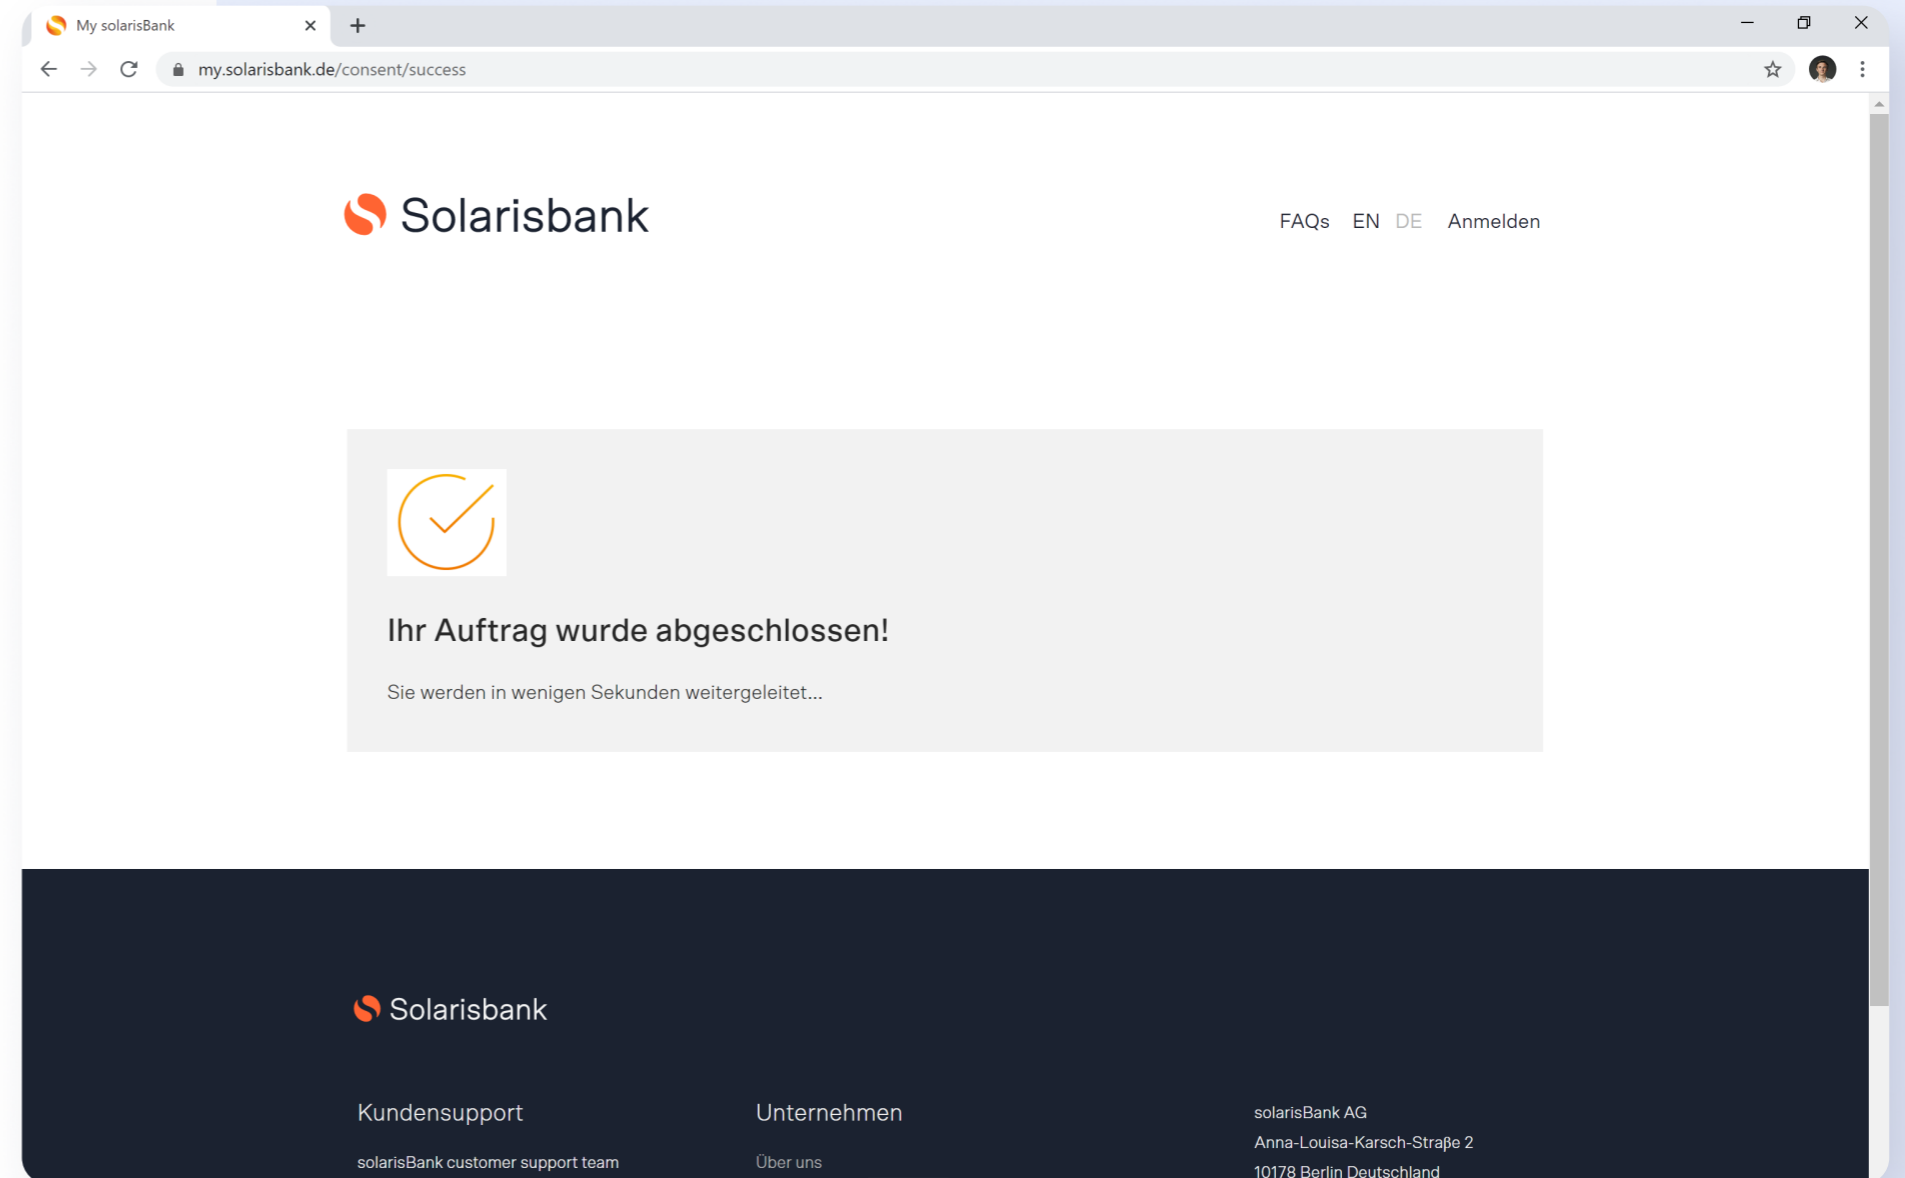 My solarisBank
my.solarisbank.de/consent/success
Solarisbank
FAQs EN DE Anmelden
Ihr Auftrag wurde abgeschlossen!
Sie werden in wenigen Sekunden weitergeleitet...
Solarisbank
Kundensupport
solarisBank customer support team
Unternehmen
Über uns
solarisBank AG
Anna-Louisa-Karsch-Straße 2
10178 Berlin Deutschland